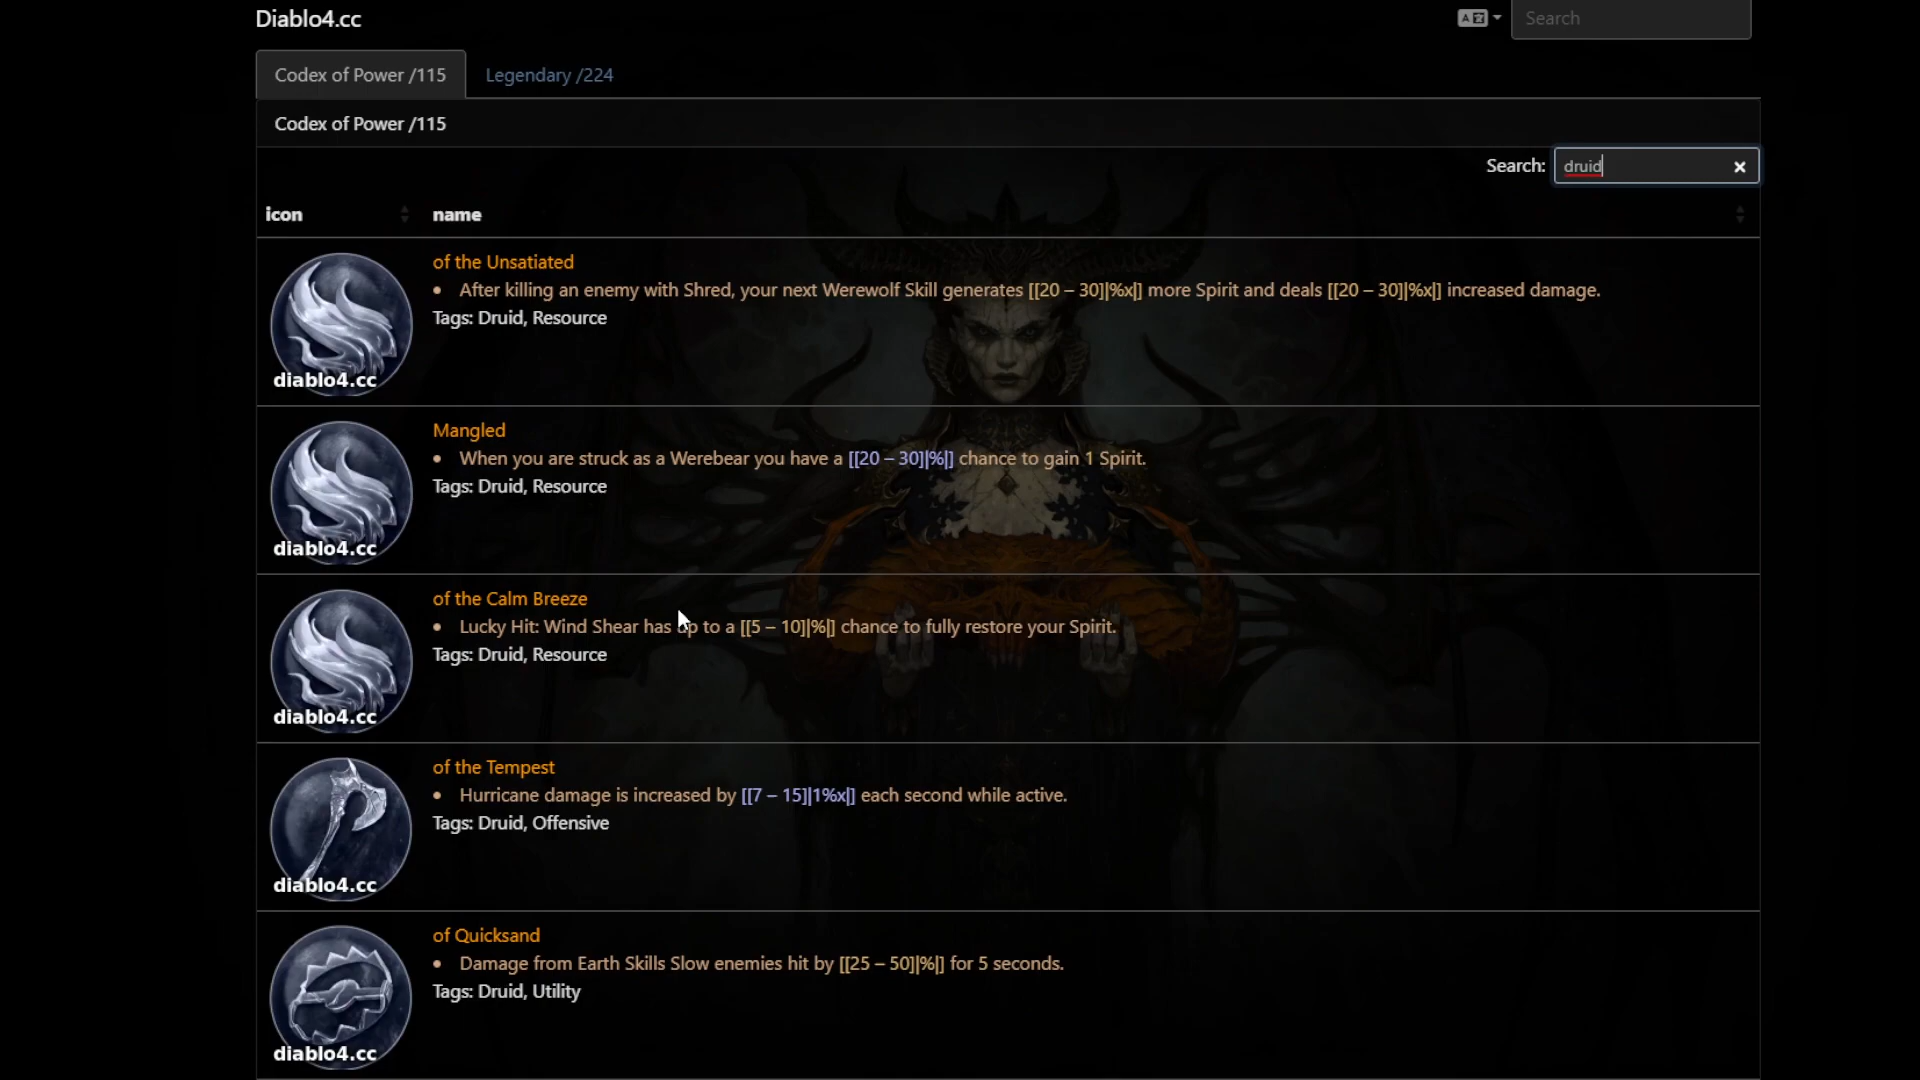 Diablo4.cc
Search
Codex of Power /115
Legendary /224
Codex of Power /115
Search: druid
icon
name
of the Unsatiated
• After killing an enemy with Shred, your next Werewolf Skill generates [[20 – 30]|%x|] more Spirit and deals [[20 – 30]|%x|] increased damage.
Tags: Druid, Resource
diablo4.cc
Mangled
• When you are struck as a Werebear you have a [[20 – 30]|%|] chance to gain 1 Spirit.
Tags: Druid, Resource
diablo4.cc
of the Calm Breeze
• Lucky Hit: Wind Shear has up to a [[5 – 10]|%|] chance to fully restore your Spirit.
Tags: Druid, Resource
diablo4.cc
of the Tempest
• Hurricane damage is increased by [[7 – 15]|1%x|] each second while active.
Tags: Druid, Offensive
diablo4.cc
of Quicksand
• Damage from Earth Skills Slow enemies hit by [[25 – 50]|%|] for 5 seconds.
Tags: Druid, Utility
diablo4.cc